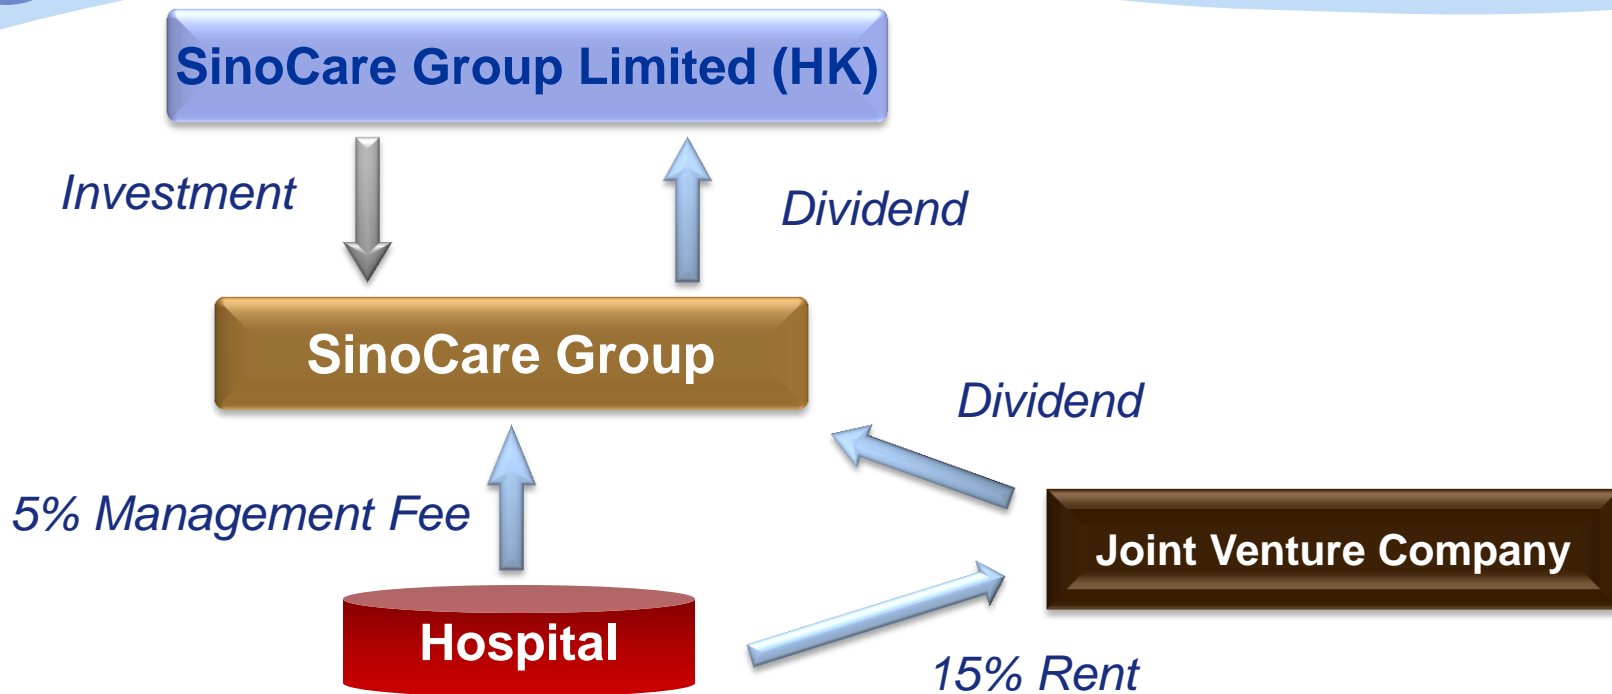 SinoCare Group Limited (HK)
Investment
Dividend
SinoCare Group
Dividend
5% Management Fee
Joint Venture Company
Hospital
15% Rent